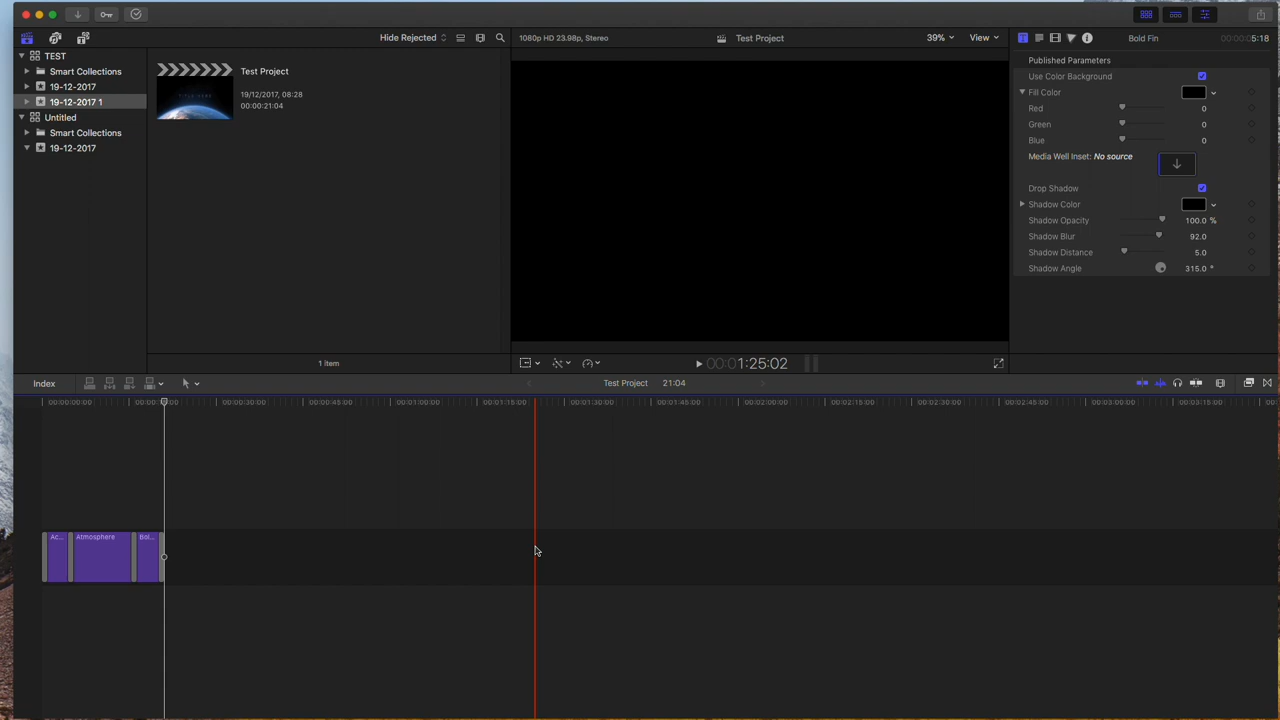 Hide Rejected
1080p HD 23.98p, Stereo
Test Project
39%
View
Bold Fin
5:18
TEST
Smart Collections
19-12-2017
19-12-2017 1
Untitled
Smart Collections
19-12-2017
Test Project
19/12/2017, 08:28
00:00:21:04
1 item
Published Parameters
Use Color Background
Fill Color
Red 0
Green 0
Blue 0
Media Well Inset: No source
Drop Shadow
Shadow Color
Shadow Opacity 100.0 %
Shadow Blur 92.0
Shadow Distance 5.0
Shadow Angle 315.0 °
00:00:1:25:02
Index
Test Project 21:04
00:00:00:00
00:00:30:00
00:00:45:00
00:01:00:00
00:01:15:00
00:01:30:00
00:01:45:00
00:02:00:00
00:02:15:00
00:02:30:00
00:02:45:00
00:03:00:00
00:03:15:00
Ac...
Atmosphere
Bol...